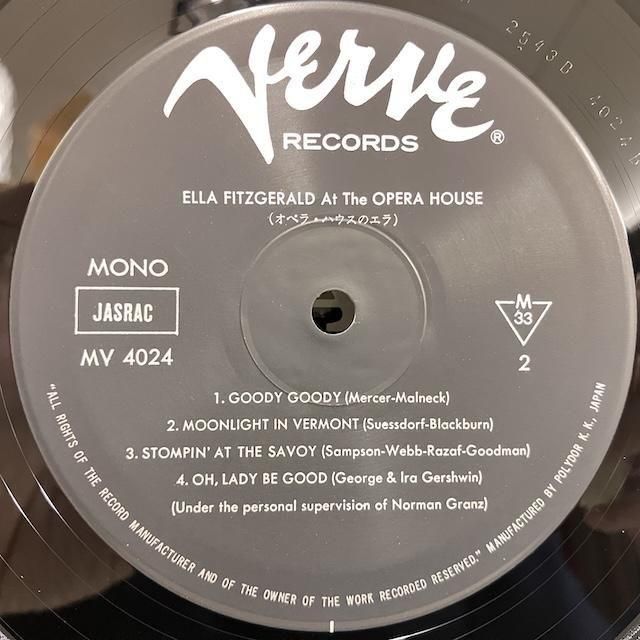 Verve
RECORDS ®
ELLA FITZGERALD At The OPERA HOUSE
(オペラ・ハウスのエラ)
MONO
JASRAC
MV 4024
M
33
2
1. GOODY GOODY (Mercer-Malneck)
2. MOONLIGHT IN VERMONT (Suessdorf-Blackburn)
3. STOMPIN' AT THE SAVOY (Sampson-Webb-Razaf-Goodman)
4. OH, LADY BE GOOD (George & Ira Gershwin)
(Under the personal supervision of Norman Granz)
"ALL RIGHTS OF THE RECORD MANUFACTURER AND OF THE OWNER OF THE WORK RECORDED RESERVED." MANUFACTURED BY POLYDOR K. K., JAPAN
2543B